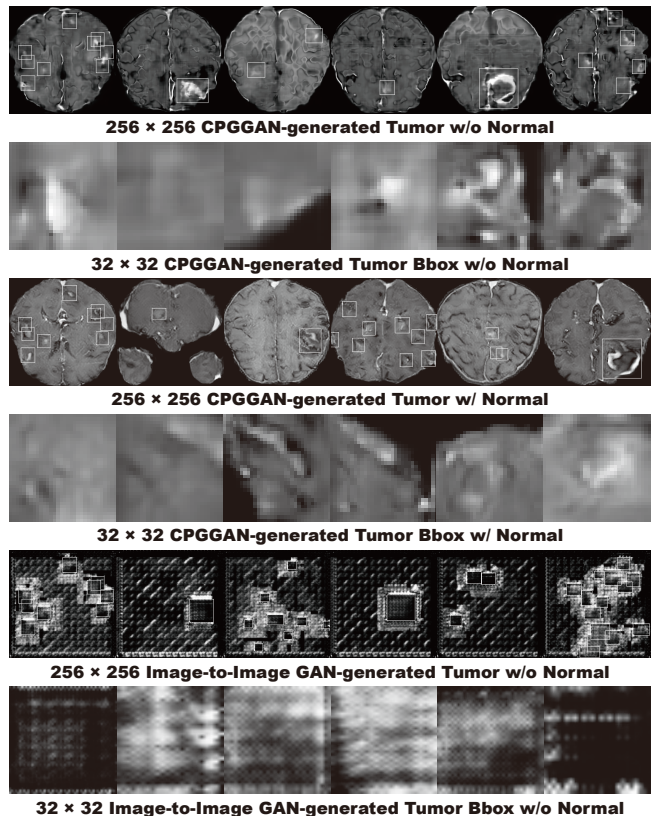 256 × 256 CPGGAN-generated Tumor w/o Normal
32 × 32 CPGGAN-generated Tumor Bbox w/o Normal
256 × 256 CPGGAN-generated Tumor w/ Normal
32 × 32 CPGGAN-generated Tumor Bbox w/ Normal
256 × 256 Image-to-Image GAN-generated Tumor w/o Normal
32 × 32 Image-to-Image GAN-generated Tumor Bbox w/o Normal